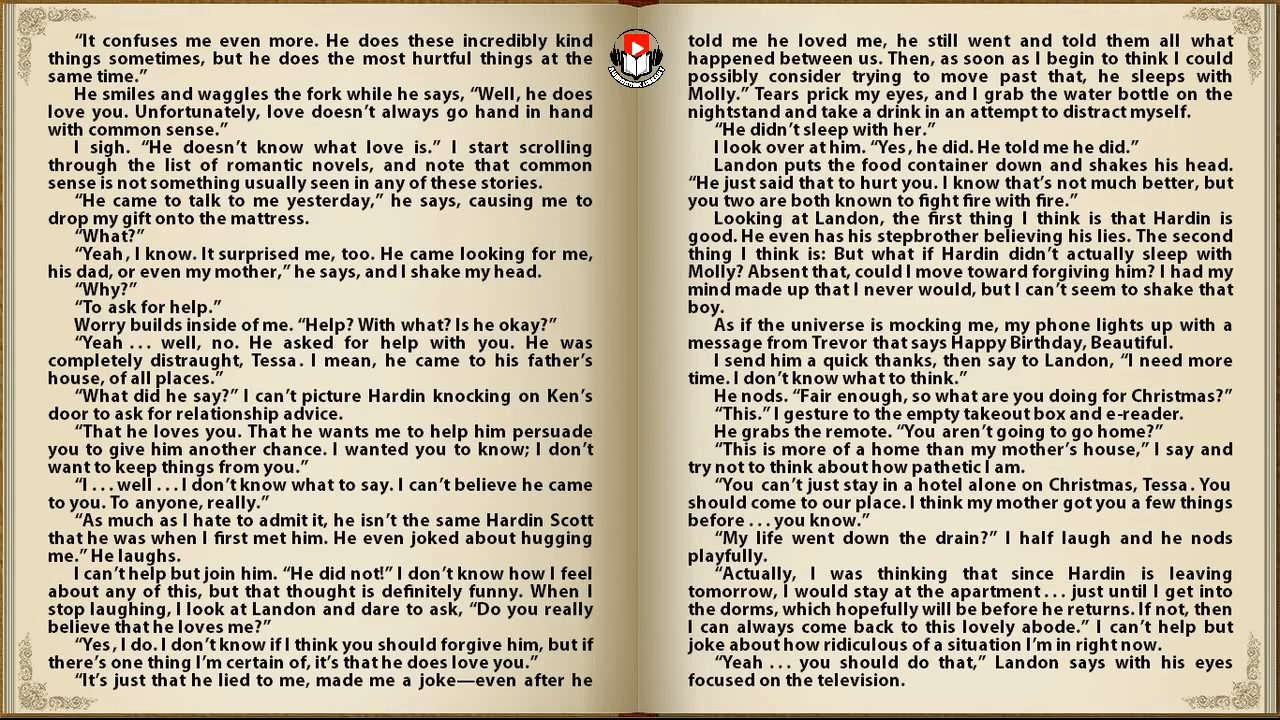 “It confuses me even more. He does these incredibly kind
things sometimes, but he does the most hurtful things at the
same time.”
He smiles and waggles the fork while he says, “Well, he does
love you. Unfortunately, love doesn’t always go hand in hand
with common sense.”
I sigh. “He doesn’t know what love is.” I start scrolling
through the list of romantic novels, and note that common
sense is not something usually seen in any of these stories.
“He came to talk to me yesterday,” he says, causing me to
drop my gift onto the mattress.
“What?”
“Yeah, I know. It surprised me, too. He came looking for me,
his dad, or even my mother,” he says, and I shake my head.
“Why?”
“To ask for help.”
Worry builds inside of me. “Help? With what? Is he okay?”
“Yeah . . . well, no. He asked for help with you. He was
completely distraught, Tessa. I mean, he came to his father’s
house, of all places.”
“What did he say?” I can’t picture Hardin knocking on Ken’s
door to ask for relationship advice.
“That he loves you. That he wants me to help him persuade
you to give him another chance. I wanted you to know; I don’t
want to keep things from you.”
“I . . . well . . . I don’t know what to say. I can’t believe he came
to you. To anyone, really.”
“As much as I hate to admit it, he isn’t the same Hardin Scott
that he was when I first met him. He even joked about hugging
me.” He laughs.
I can’t help but join him. “He did not!” I don’t know how I feel
about any of this, but that thought is definitely funny. When I
stop laughing, I look at Landon and dare to ask, “Do you really
believe that he loves me?”
“Yes, I do. I don’t know if I think you should forgive him, but if
there’s one thing I’m certain of, it’s that he does love you.”
“It’s just that he lied to me, made me a joke—even after he
told me he loved me, he still went and told them all what
happened between us. Then, as soon as I begin to think I could
possibly consider trying to move past that, he sleeps with
Molly.” Tears prick my eyes, and I grab the water bottle on the
nightstand and take a drink in an attempt to distract myself.
“He didn’t sleep with her.”
I look over at him. “Yes, he did. He told me he did.”
Landon puts the food container down and shakes his head.
“He just said that to hurt you. I know that’s not much better, but
you two are both known to fight fire with fire.”
Looking at Landon, the first thing I think is that Hardin is
good. He even has his stepbrother believing his lies. The second
thing I think is: But what if Hardin didn’t actually sleep with
Molly? Absent that, could I move toward forgiving him? I had my
mind made up that I never would, but I can’t seem to shake that
boy.
As if the universe is mocking me, my phone lights up with a
message from Trevor that says Happy Birthday, Beautiful.
I send him a quick thanks, then say to Landon, “I need more
time. I don’t know what to think.”
He nods. “Fair enough, so what are you doing for Christmas?”
“This.” I gesture to the empty takeout box and e-reader.
He grabs the remote. “You aren’t going to go home?”
“This is more of a home than my mother’s house,” I say and
try not to think about how pathetic I am.
“You can’t just stay in a hotel alone on Christmas, Tessa. You
should come to our place. I think my mother got you a few things
before . . . you know.”
“My life went down the drain?” I half laugh and he nods
playfully.
“Actually, I was thinking that since Hardin is leaving
tomorrow, I would stay at the apartment . . . just until I get into
the dorms, which hopefully will be before he returns. If not, then
I can always come back to this lovely abode.” I can’t help but
joke about how ridiculous of a situation I’m in right now.
“Yeah . . . you should do that,” Landon says with his eyes
focused on the television.